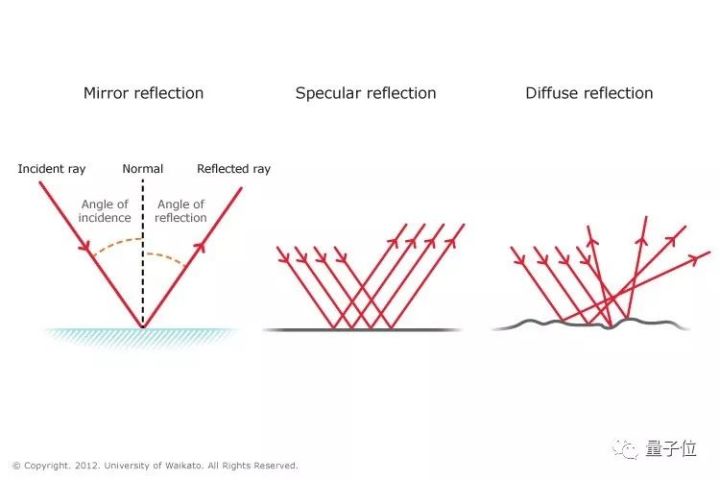 Mirror reflection
Specular reflection
Diffuse reflection
Incident ray
Normal
Reflected ray
Angle of
incidence
Angle of
reflection
© Copyright. 2012. University of Waikato. All Rights Reserved.
量子位